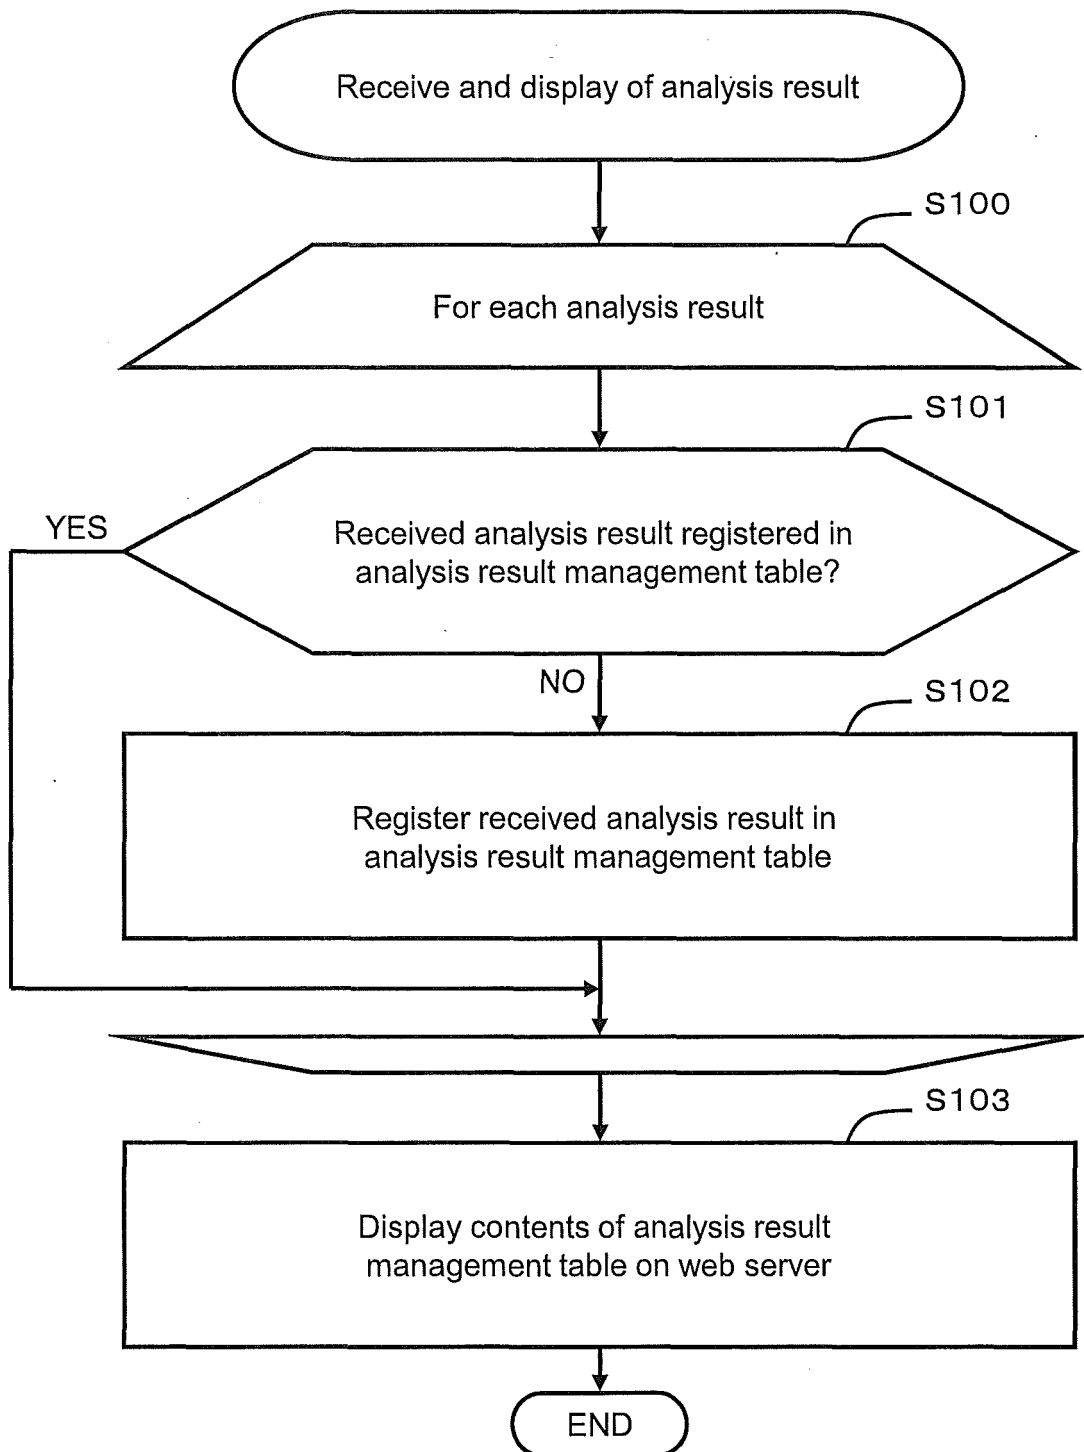 Receive and display of analysis result
S100
For each analysis result
S101
YES
Received analysis result registered in
analysis result management table?
NO
S102
Register received analysis result in
analysis result management table
S103
Display contents of analysis result
management table on web server
END